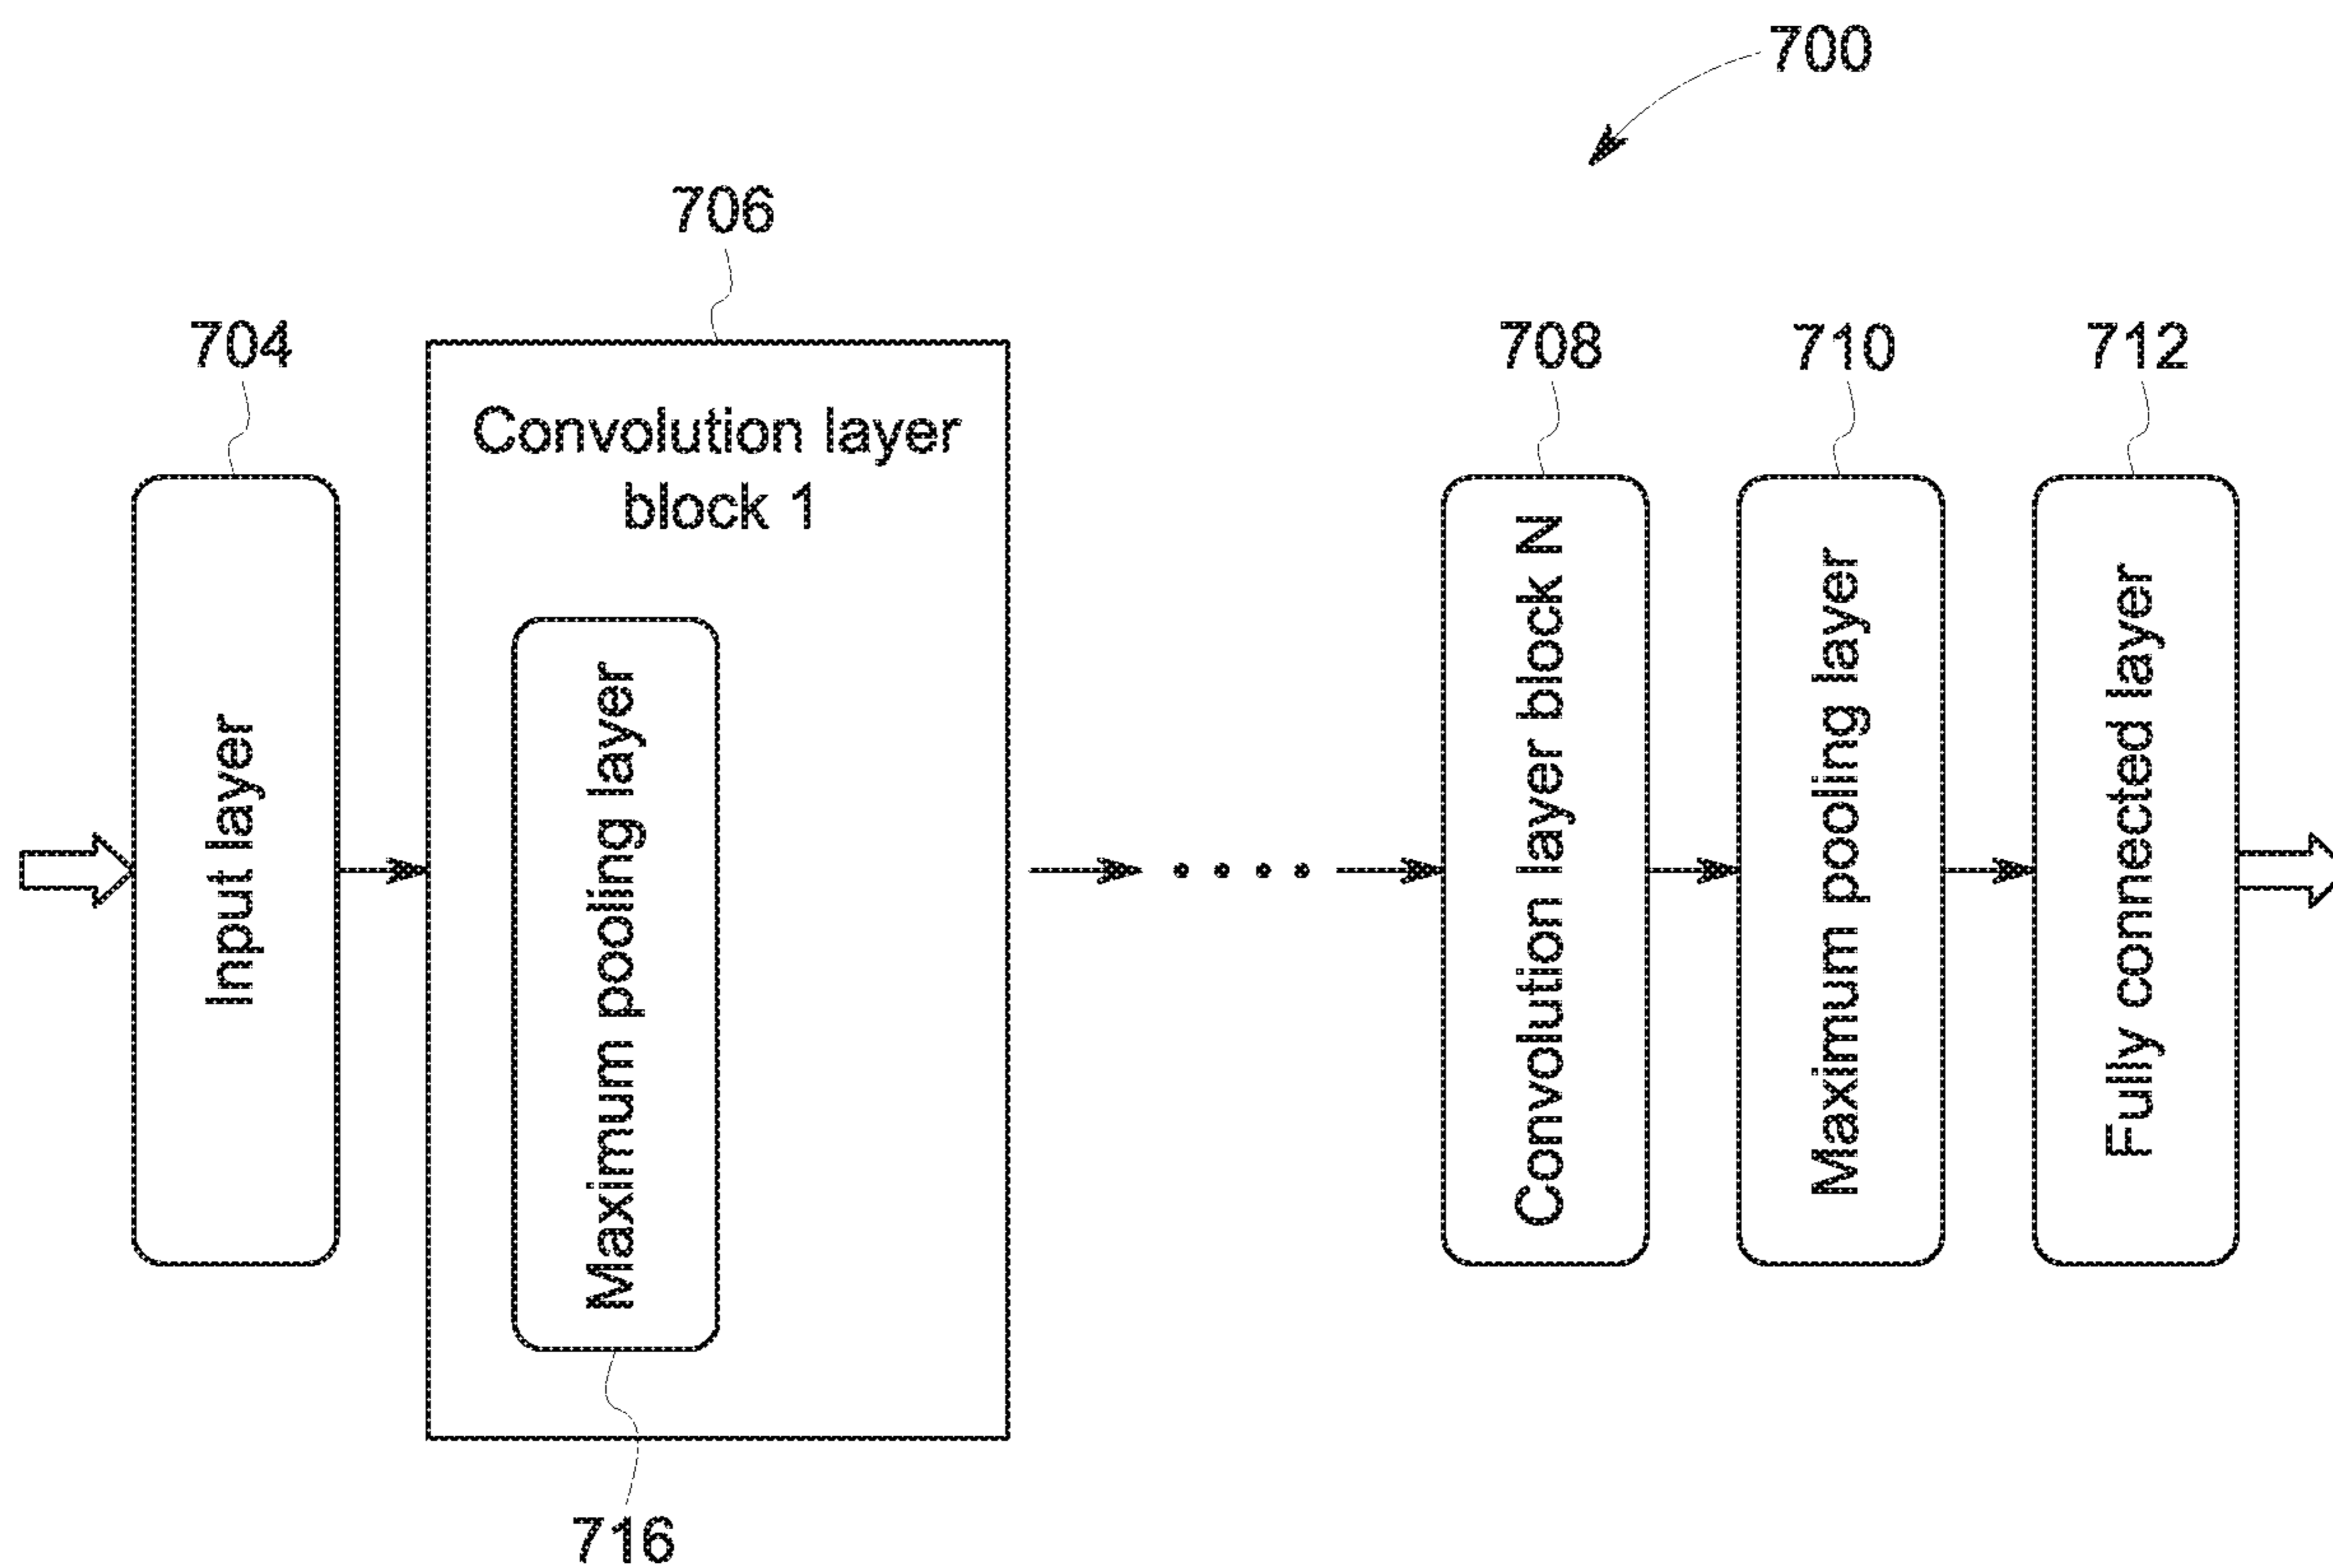 700
706
704
708
710
712
Convolution layer
block 1
Input layer
Maximum pooling layer
Convolution layer block N
Maximum pooling layer
Fully connected layer
716